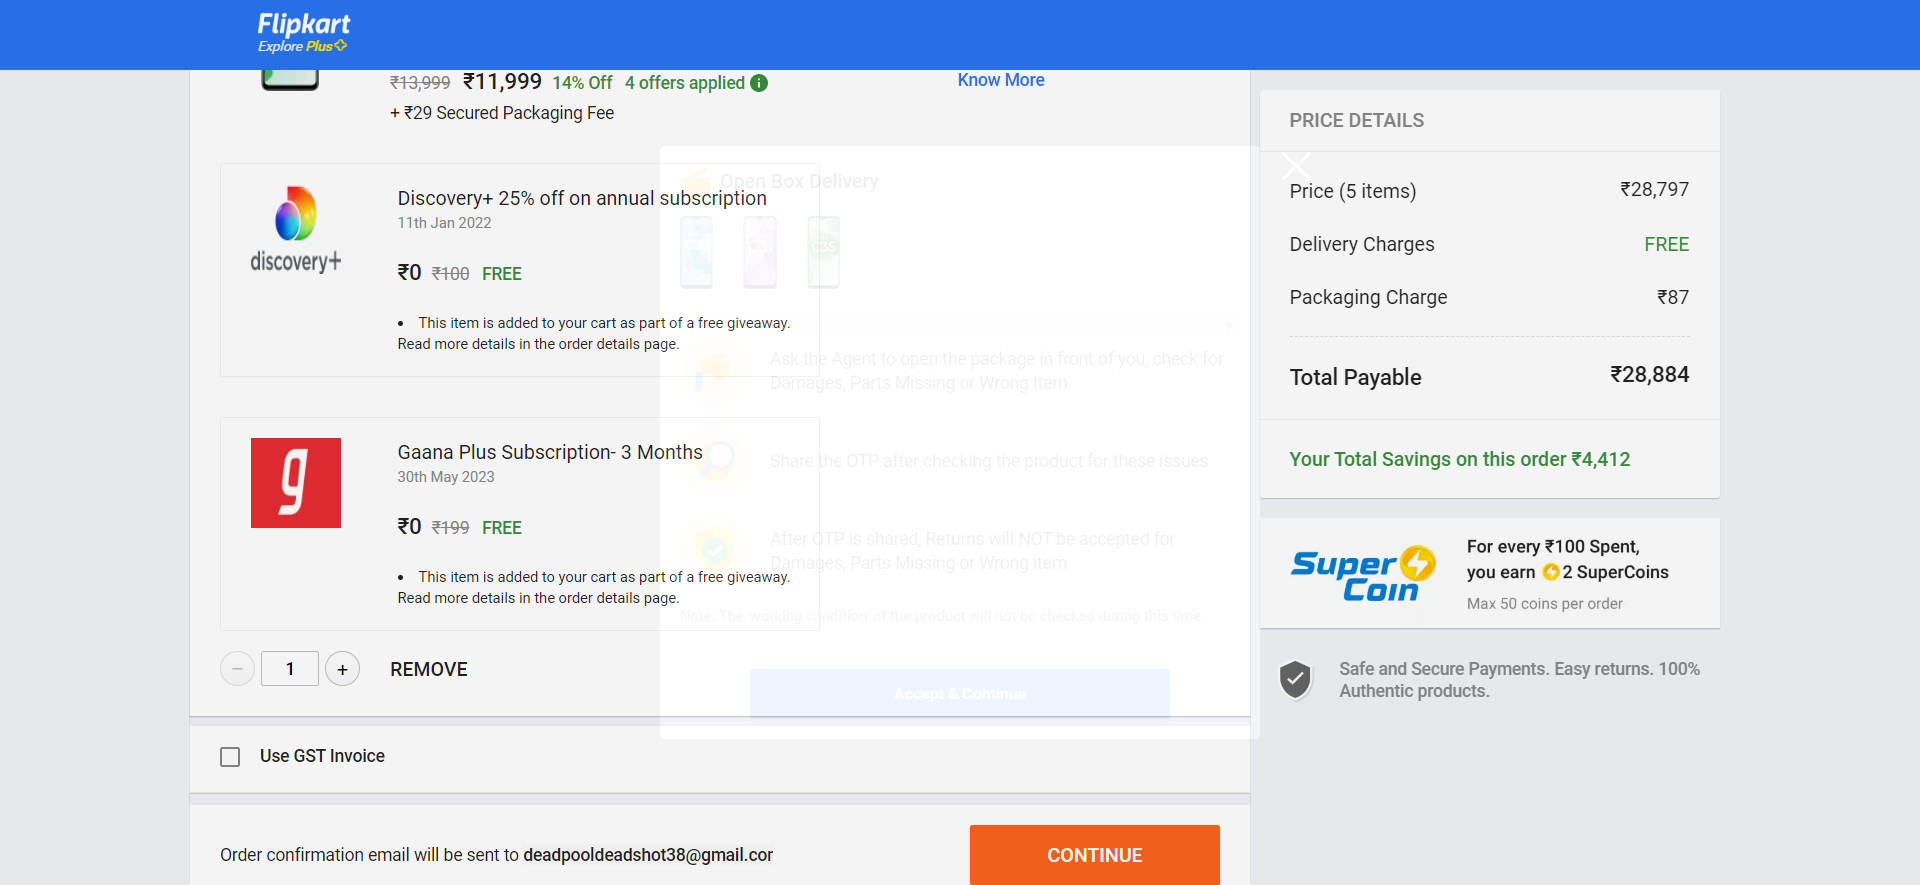 Flipkart
Explore Plus
₹13,999 ₹11,999 14% Off 4 offers applied
Know More
+ ₹29 Secured Packaging Fee
Discovery+ 25% off on annual subscription
11th Jan 2022
₹0 ₹100 FREE
This item is added to your cart as part of a free giveaway.
Read more details in the order details page.
discovery+
Gaana Plus Subscription- 3 Months
30th May 2023
₹0 ₹199 FREE
This item is added to your cart as part of a free giveaway.
Read more details in the order details page.
g
− 1 + REMOVE
Open Box Delivery
Ask the Agent to open the package in front of you, check for
Damages, Parts Missing or Wrong Item
Share the OTP after checking the product for these issues
After OTP is shared, Returns will NOT be accepted for
Damages, Parts Missing or Wrong item
Note: The 'working condition' of the product will not be checked during this time
Accept & Continue
Use GST Invoice
Order confirmation email will be sent to deadpooldeadshot38@gmail.cor
CONTINUE
PRICE DETAILS
Price (5 items) ₹28,797
Delivery Charges FREE
Packaging Charge ₹87
Total Payable ₹28,884
Your Total Savings on this order ₹4,412
Super Coin
For every ₹100 Spent,
you earn 2 SuperCoins
Max 50 coins per order
Safe and Secure Payments. Easy returns. 100%
Authentic products.